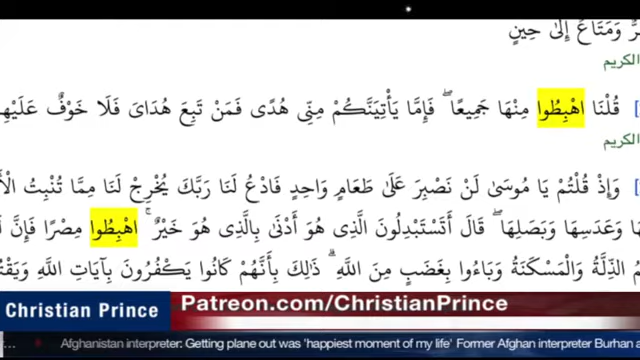 وَمَتَاعٌ إِلَىٰ حِينٍ
الكريم
قُلْنَا اهْبِطُوا مِنْهَا جَمِيعًا ۖ فَإِمَّا يَأْتِيَنَّكُمْ مِنِّي هُدًى فَمَنْ تَبِعَ هُدَايَ فَلَا خَوْفٌ عَلَيْهِ
الكريم
وَإِذْ قُلْتُمْ يَا مُوسَىٰ لَنْ نَصْبِرَ عَلَىٰ طَعَامٍ وَاحِدٍ فَادْعُ لَنَا رَبَّكَ يُخْرِجْ لَنَا مِمَّا تُنْبِتُ
وَعَدَسِهَا وَبَصَلِهَا ۖ قَالَ أَتَسْتَبْدِلُونَ الَّذِي هُوَ أَدْنَىٰ بِالَّذِي هُوَ خَيْرٌ ۚ اهْبِطُوا مِصْرًا فَإِنَّ
الذِّلَّةُ وَالْمَسْكَنَةُ وَبَاءُوا بِغَضَبٍ مِنَ اللَّهِ ۗ ذَٰلِكَ بِأَنَّهُمْ كَانُوا يَكْفُرُونَ بِآيَاتِ اللَّهِ
Christian Prince Patreon.com/ChristianPrince
Afghanistan interpreter: Getting plane out was 'happiest moment of my life' Former Afghan interpreter Burhan a